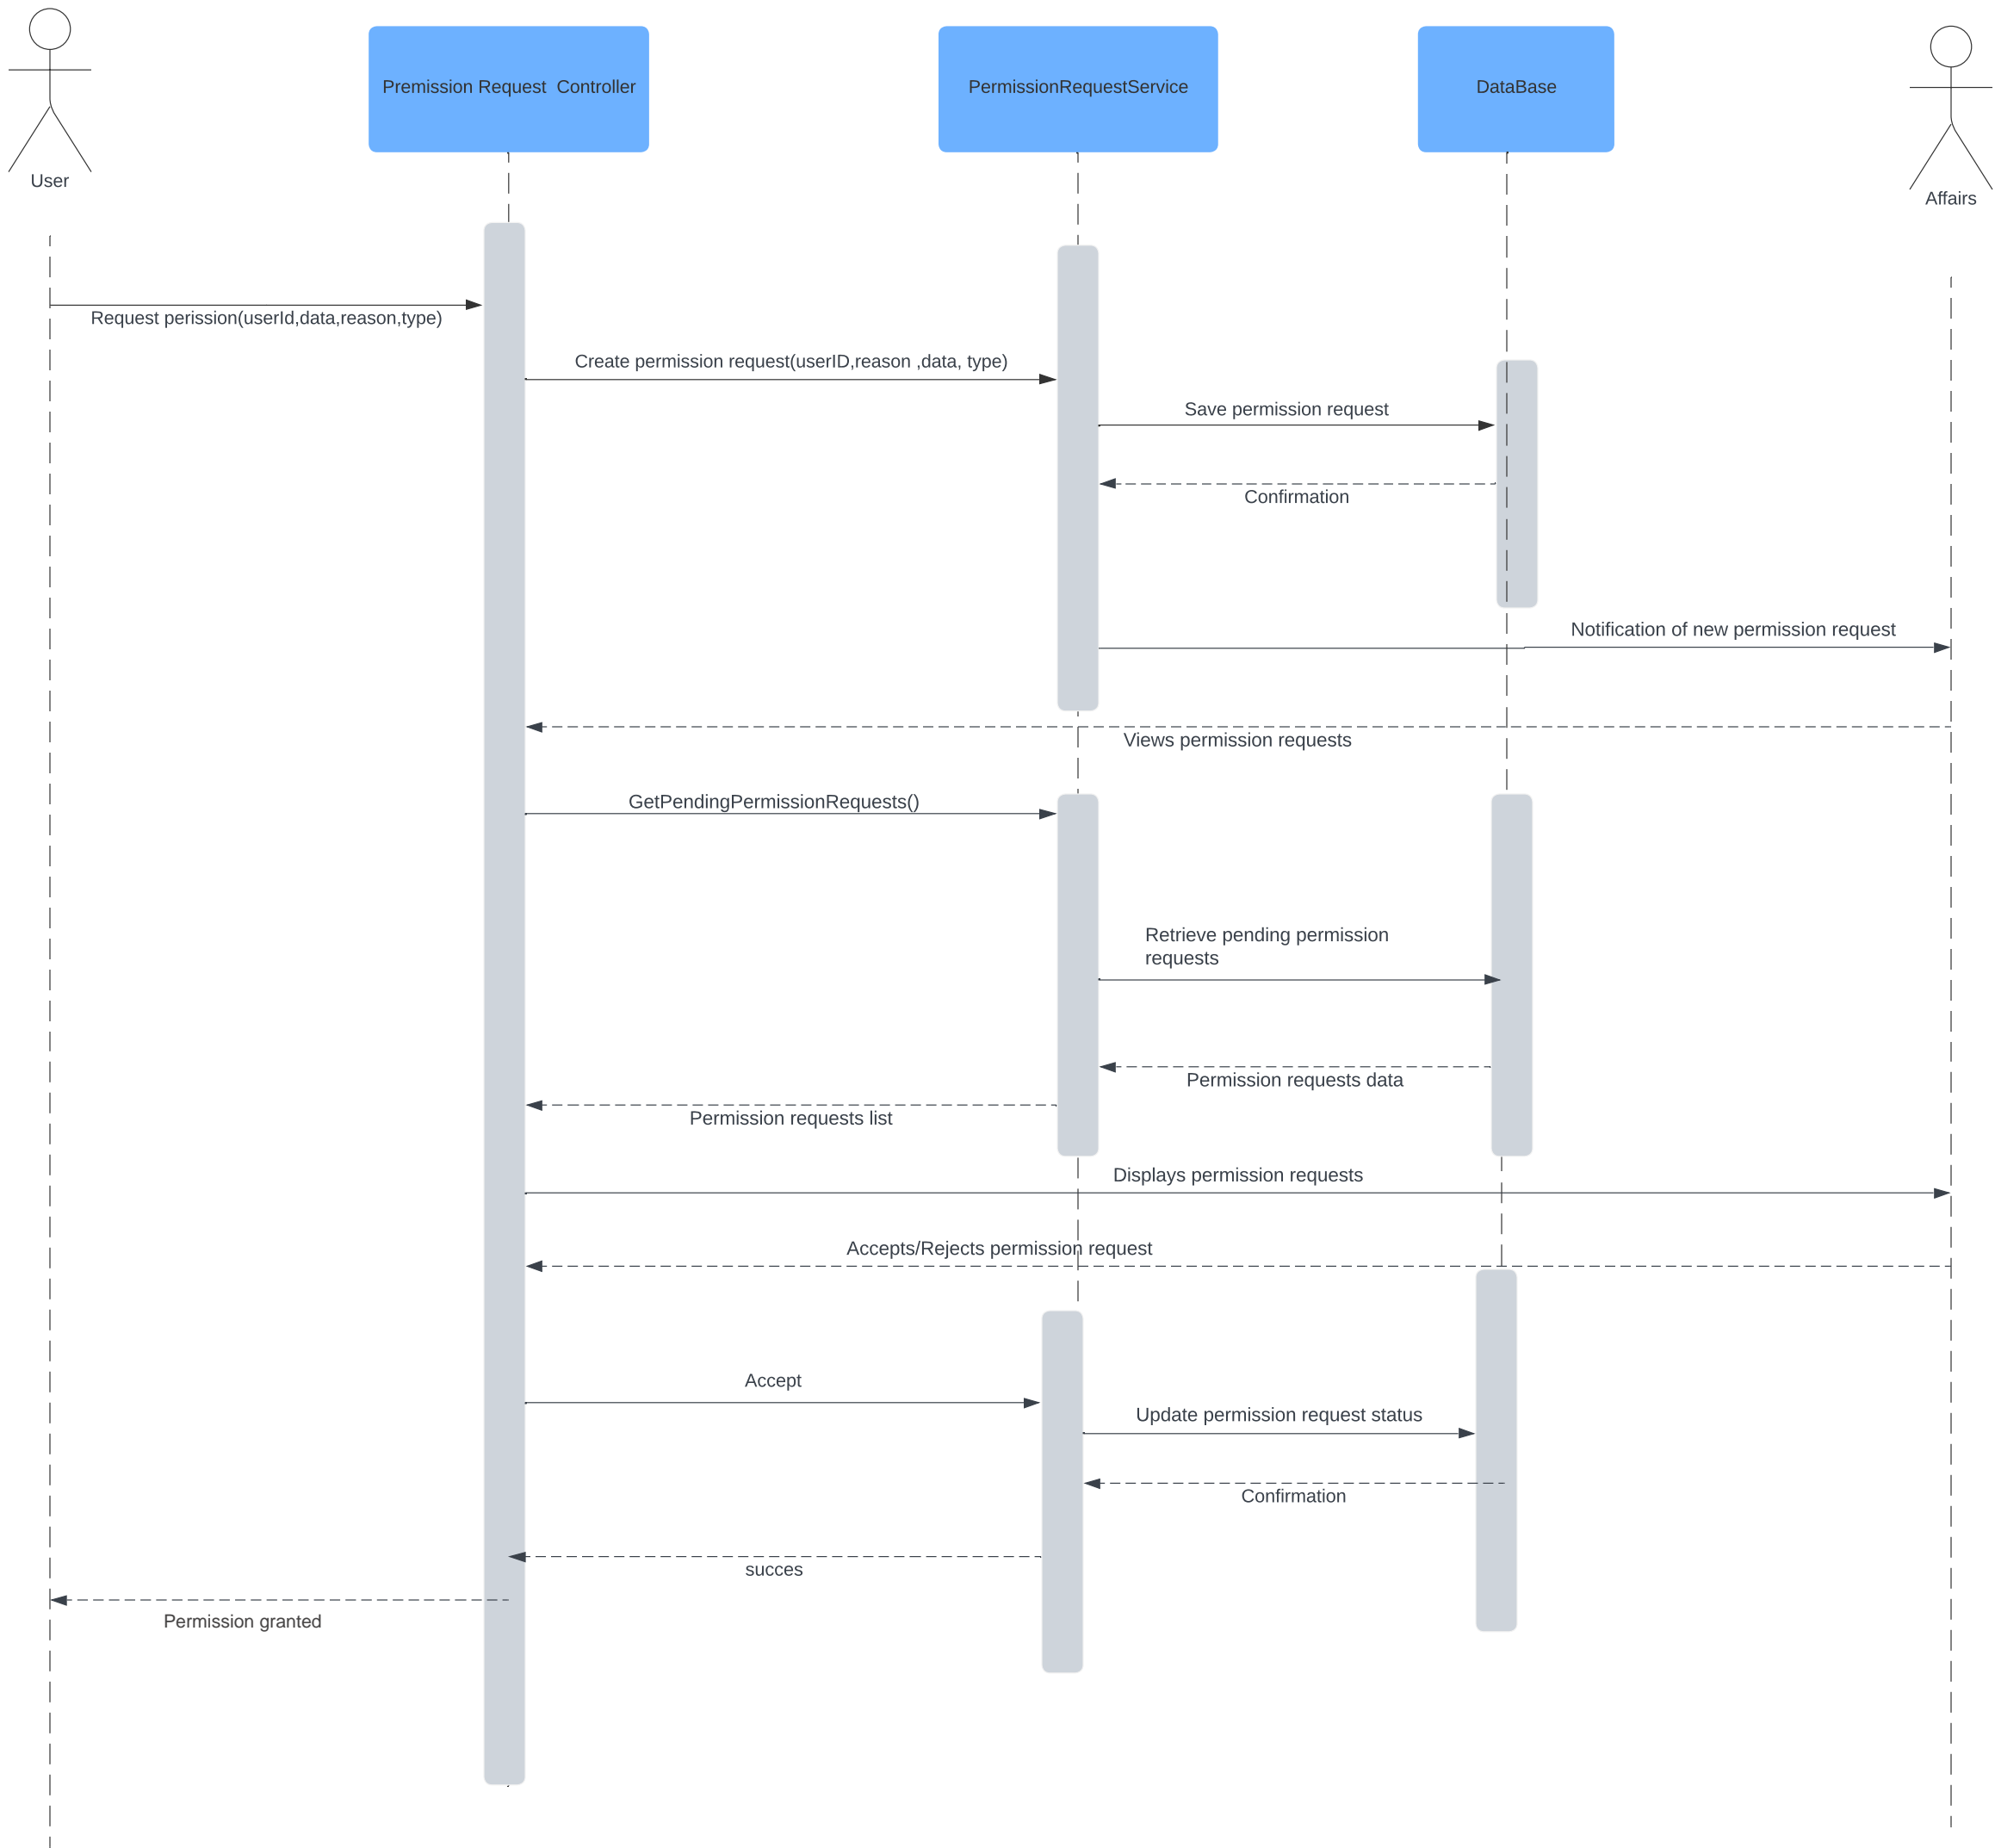 Premission Request  Controller
PermissionRequestService
DataBase
User
Affairs
Request perission(userId,data,reason,type)
Create permission request(userID,reason ,data, type)
Save permission request
Confirmation
Notification of new permission request
Views permission requests
GetPendingPermissionRequests()
Retrieve pending permission
requests
Permission requests data
Permission requests list
Displays permission requests
Accepts/Rejects permission request
Accept
Update permission request status
Confirmation
succes
Permission granted